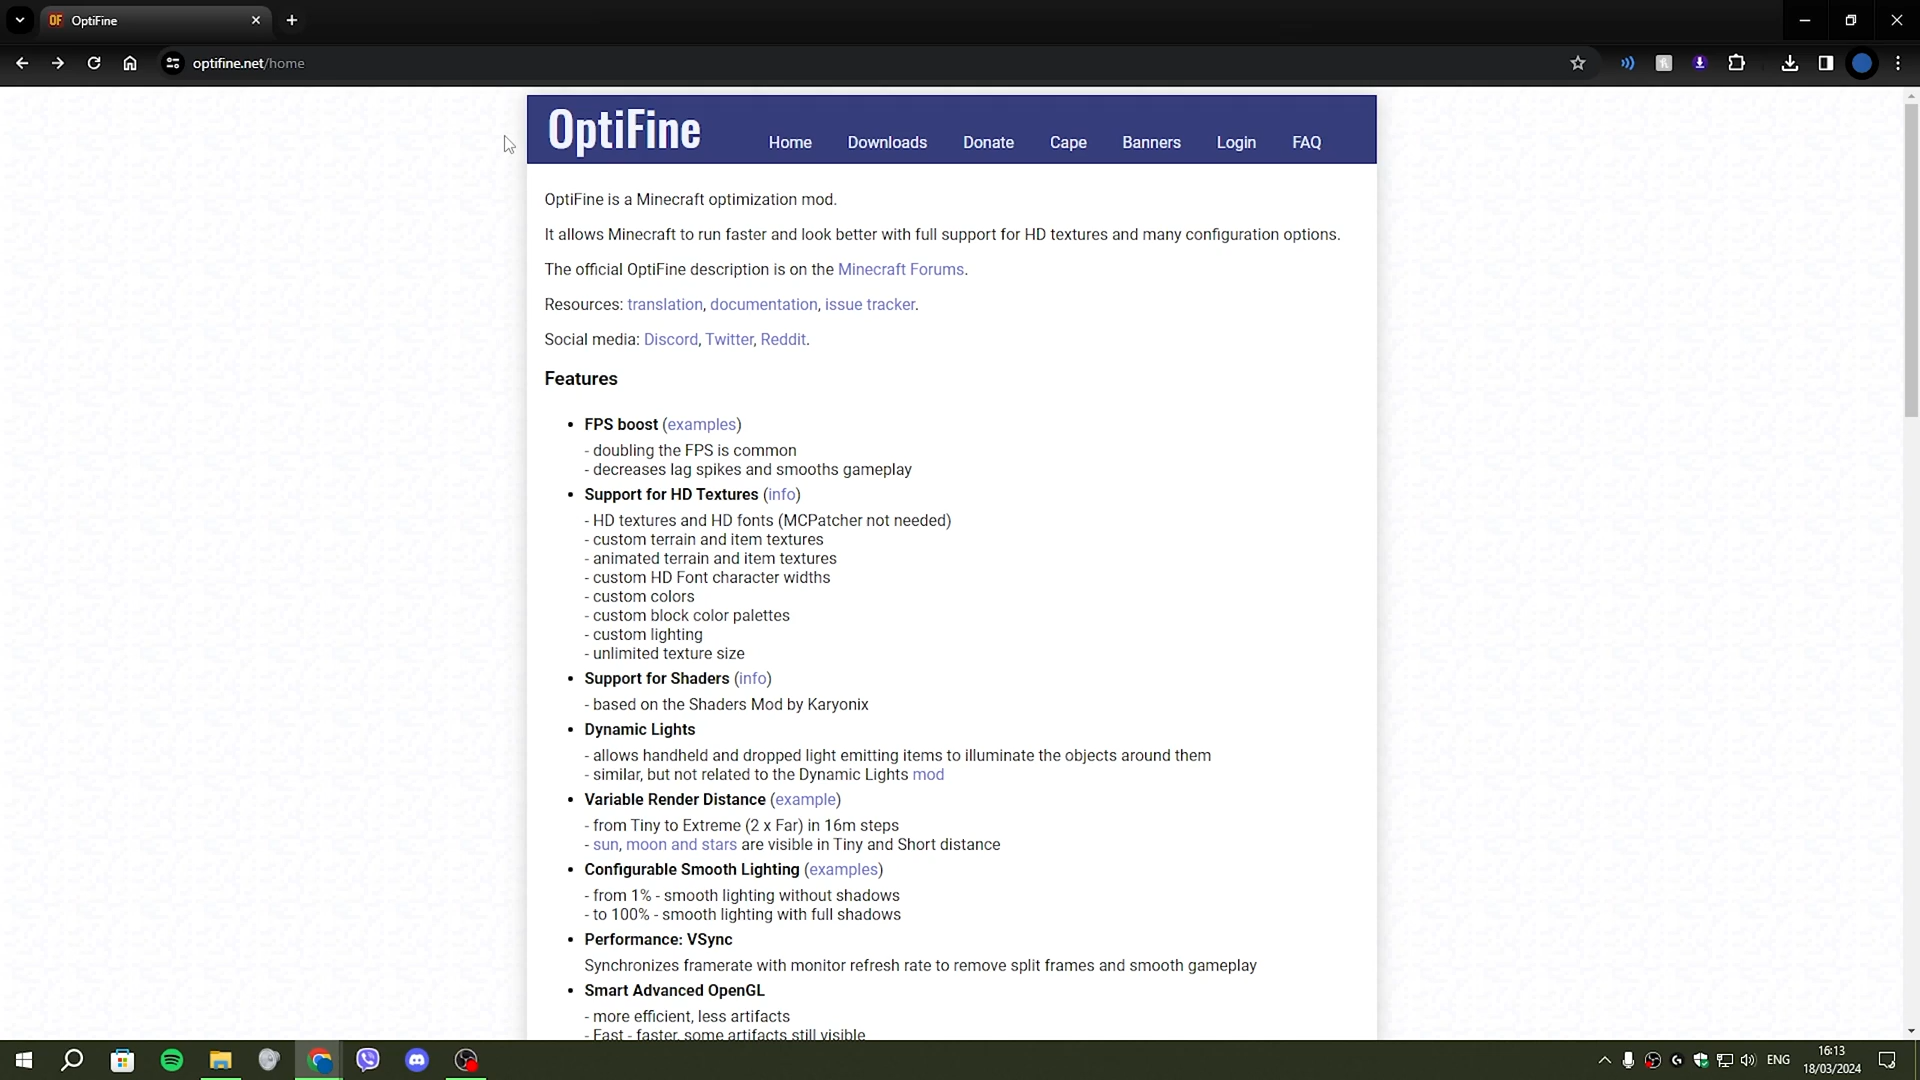 OF OptiFine
optifine.net/home
OptiFine
Home Downloads Donate Cape Banners Login FAQ
OptiFine is a Minecraft optimization mod.
It allows Minecraft to run faster and look better with full support for HD textures and many configuration options.
The official OptiFine description is on the Minecraft Forums.
Resources: translation, documentation, issue tracker.
Social media: Discord, Twitter, Reddit.
Features
• FPS boost (examples)
- doubling the FPS is common
- decreases lag spikes and smooths gameplay
• Support for HD Textures (info)
- HD textures and HD fonts (MCPatcher not needed)
- custom terrain and item textures
- animated terrain and item textures
- custom HD Font character widths
- custom colors
- custom block color palettes
- custom lighting
- unlimited texture size
• Support for Shaders (info)
- based on the Shaders Mod by Karyonix
• Dynamic Lights
- allows handheld and dropped light emitting items to illuminate the objects around them
- similar, but not related to the Dynamic Lights mod
• Variable Render Distance (example)
- from Tiny to Extreme (2 x Far) in 16m steps
- sun, moon and stars are visible in Tiny and Short distance
• Configurable Smooth Lighting (examples)
- from 1% - smooth lighting without shadows
- to 100% - smooth lighting with full shadows
• Performance: VSync
Synchronizes framerate with monitor refresh rate to remove split frames and smooth gameplay
• Smart Advanced OpenGL
- more efficient, less artifacts
- Fast - faster, some artifacts still visible
ENG
16:13
18/03/2024